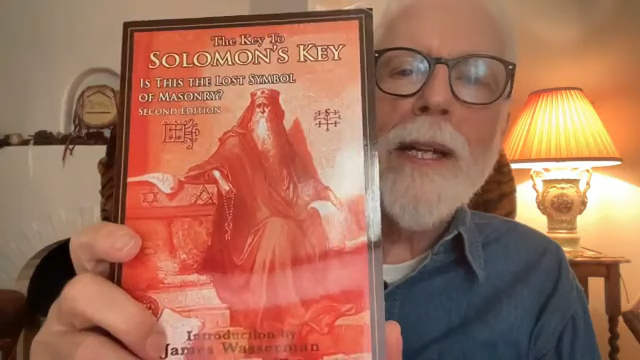 The Key To
SOLOMON'S KEY
IS THIS THE LOST SYMBOL
OF MASONRY?
SECOND EDITION
Introduction by
James Wasserman